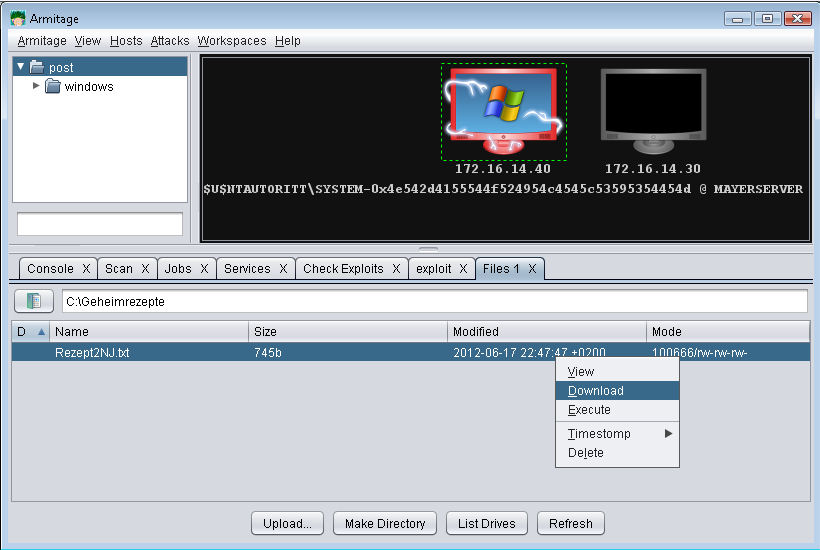 Armitage
Armitage View Hosts Attacks Workspaces Help
post
windows
172.16.14.40
172.16.14.30
$U$NTAUTORITT\SYSTEM-0x4e542d4155544f524954c4545c53595354454d @ MAYERSERVER
Console X Scan X Jobs X Services X Check Exploits X exploit X Files 1 X
C:\Geheimrezepte
D Name Size Modified Mode
Rezept2NJ.txt 745b 2012-06-17 22:47:47 +0200 100666/rw-rw-rw-
View
Download
Execute
Timestomp
Delete
Upload... Make Directory List Drives Refresh